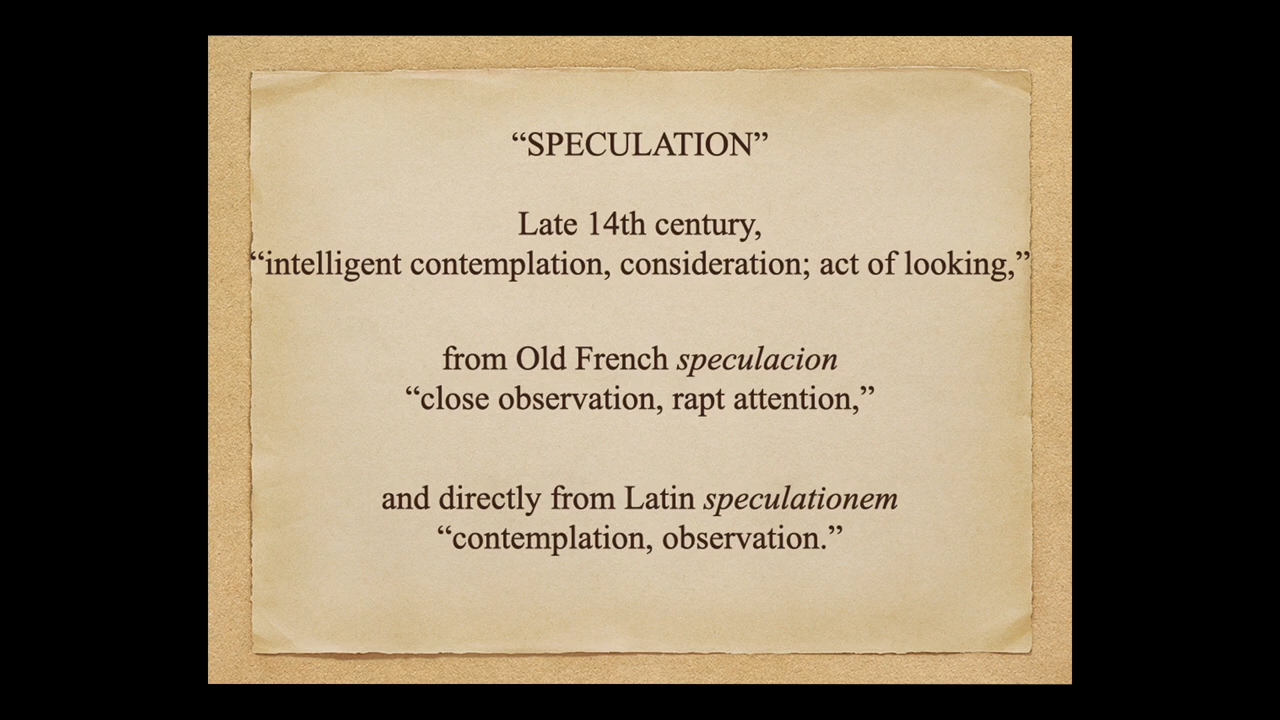 “SPECULATION”
Late 14th century,
“intelligent contemplation, consideration; act of looking,”
from Old French speculacion
“close observation, rapt attention,”
and directly from Latin speculationem
“contemplation, observation.”